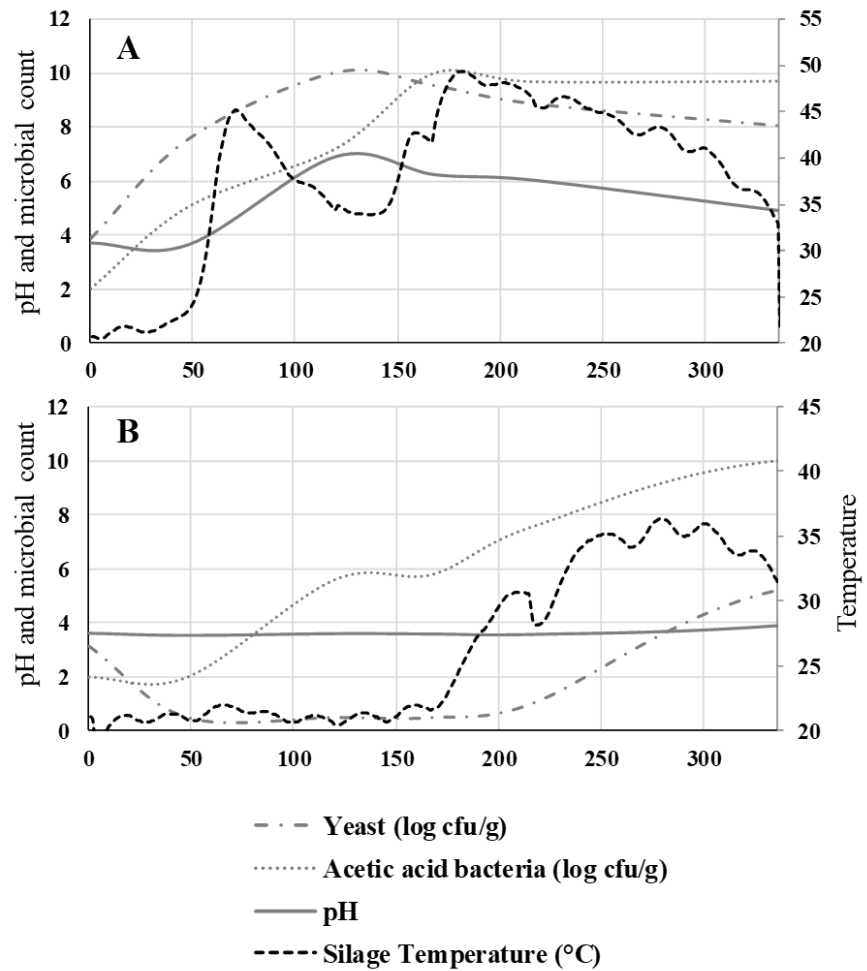 A
pH and microbial count
12
10
8
6
4
2
0
55
50
45
40
35
30
25
20
0 50 100 150 200 250 300
B
pH and microbial count
12
10
8
6
4
2
0
45
40
35
30
25
20
Temperature
0 50 100 150 200 250 300
Yeast (log cfu/g)
Acetic acid bacteria (log cfu/g)
pH
Silage Temperature (°C)